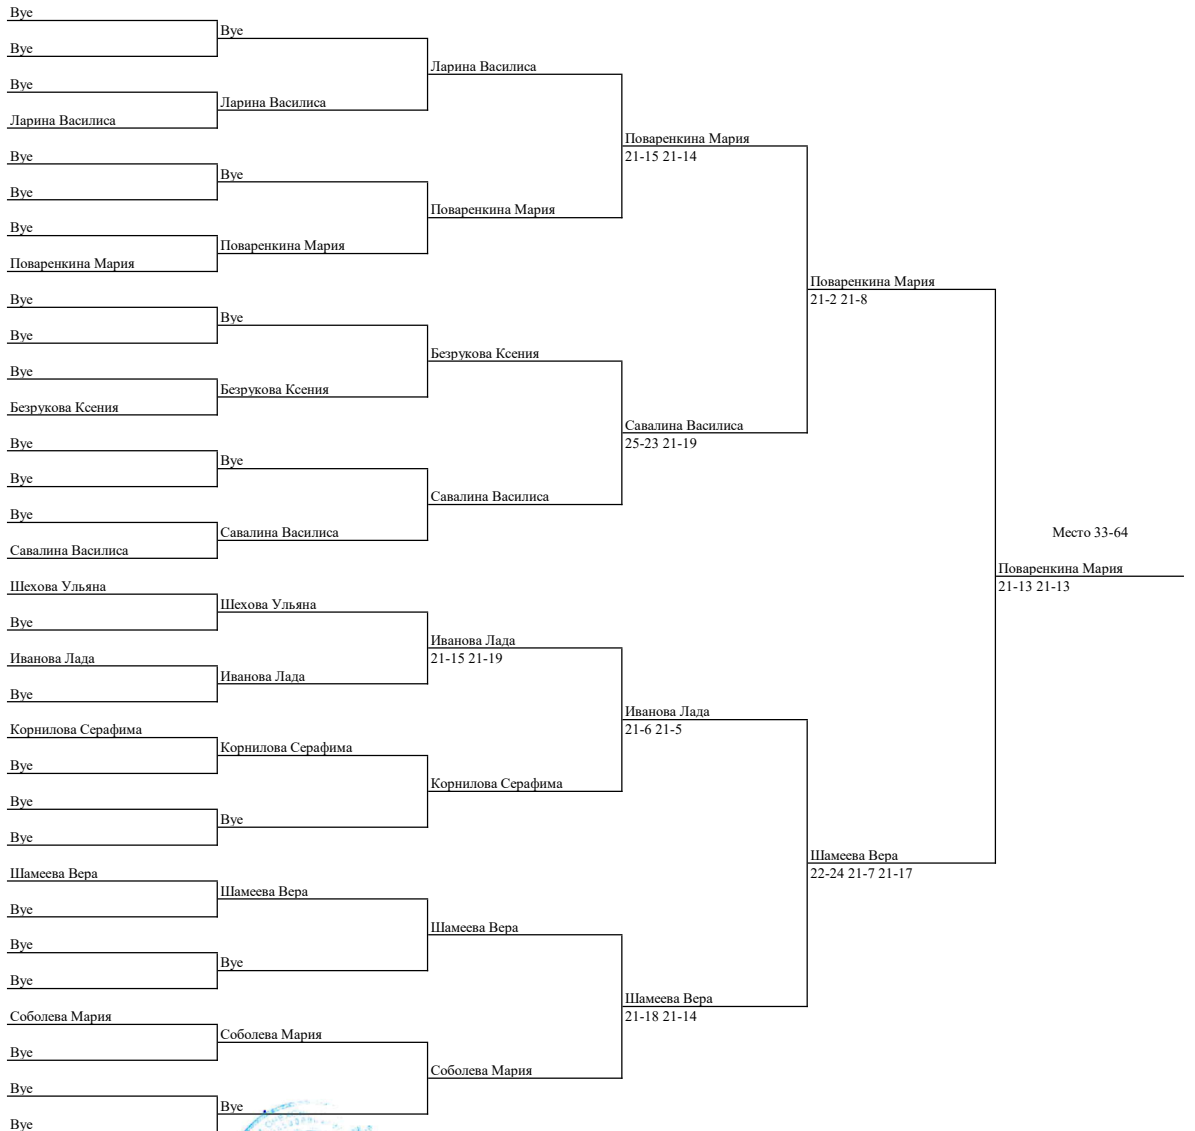 Bye
Bye
Bye
Bye
Ларина Василиса
Bye
Ларина Василиса
Ларина Василиса
Bye
Поваренкина Мария
21-15 21-14
Bye
Bye
Bye
Поваренкина Мария
Bye
Поваренкина Мария
Поваренкина Мария
Поваренкина Мария
21-2 21-8
Bye
Bye
Bye
Безрукова Ксения
Bye
Безрукова Ксения
Безрукова Ксения
Савалина Василиса
25-23 21-19
Bye
Bye
Bye
Савалина Василиса
Bye
Савалина Василиса
Место 33-64
Савалина Василиса
Поваренкина Мария
21-13 21-13
Шехова Ульяна
Шехова Ульяна
Bye
Иванова Лада
21-15 21-19
Иванова Лада
Иванова Лада
Bye
Иванова Лада
21-6 21-5
Корнилова Серафима
Корнилова Серафима
Bye
Корнилова Серафима
Bye
Bye
Bye
Шамеева Вера
22-24 21-7 21-17
Шамеева Вера
Шамеева Вера
Bye
Шамеева Вера
Bye
Bye
Bye
Шамеева Вера
21-18 21-14
Соболева Мария
Соболева Мария
Bye
Соболева Мария
Bye
Bye
Bye